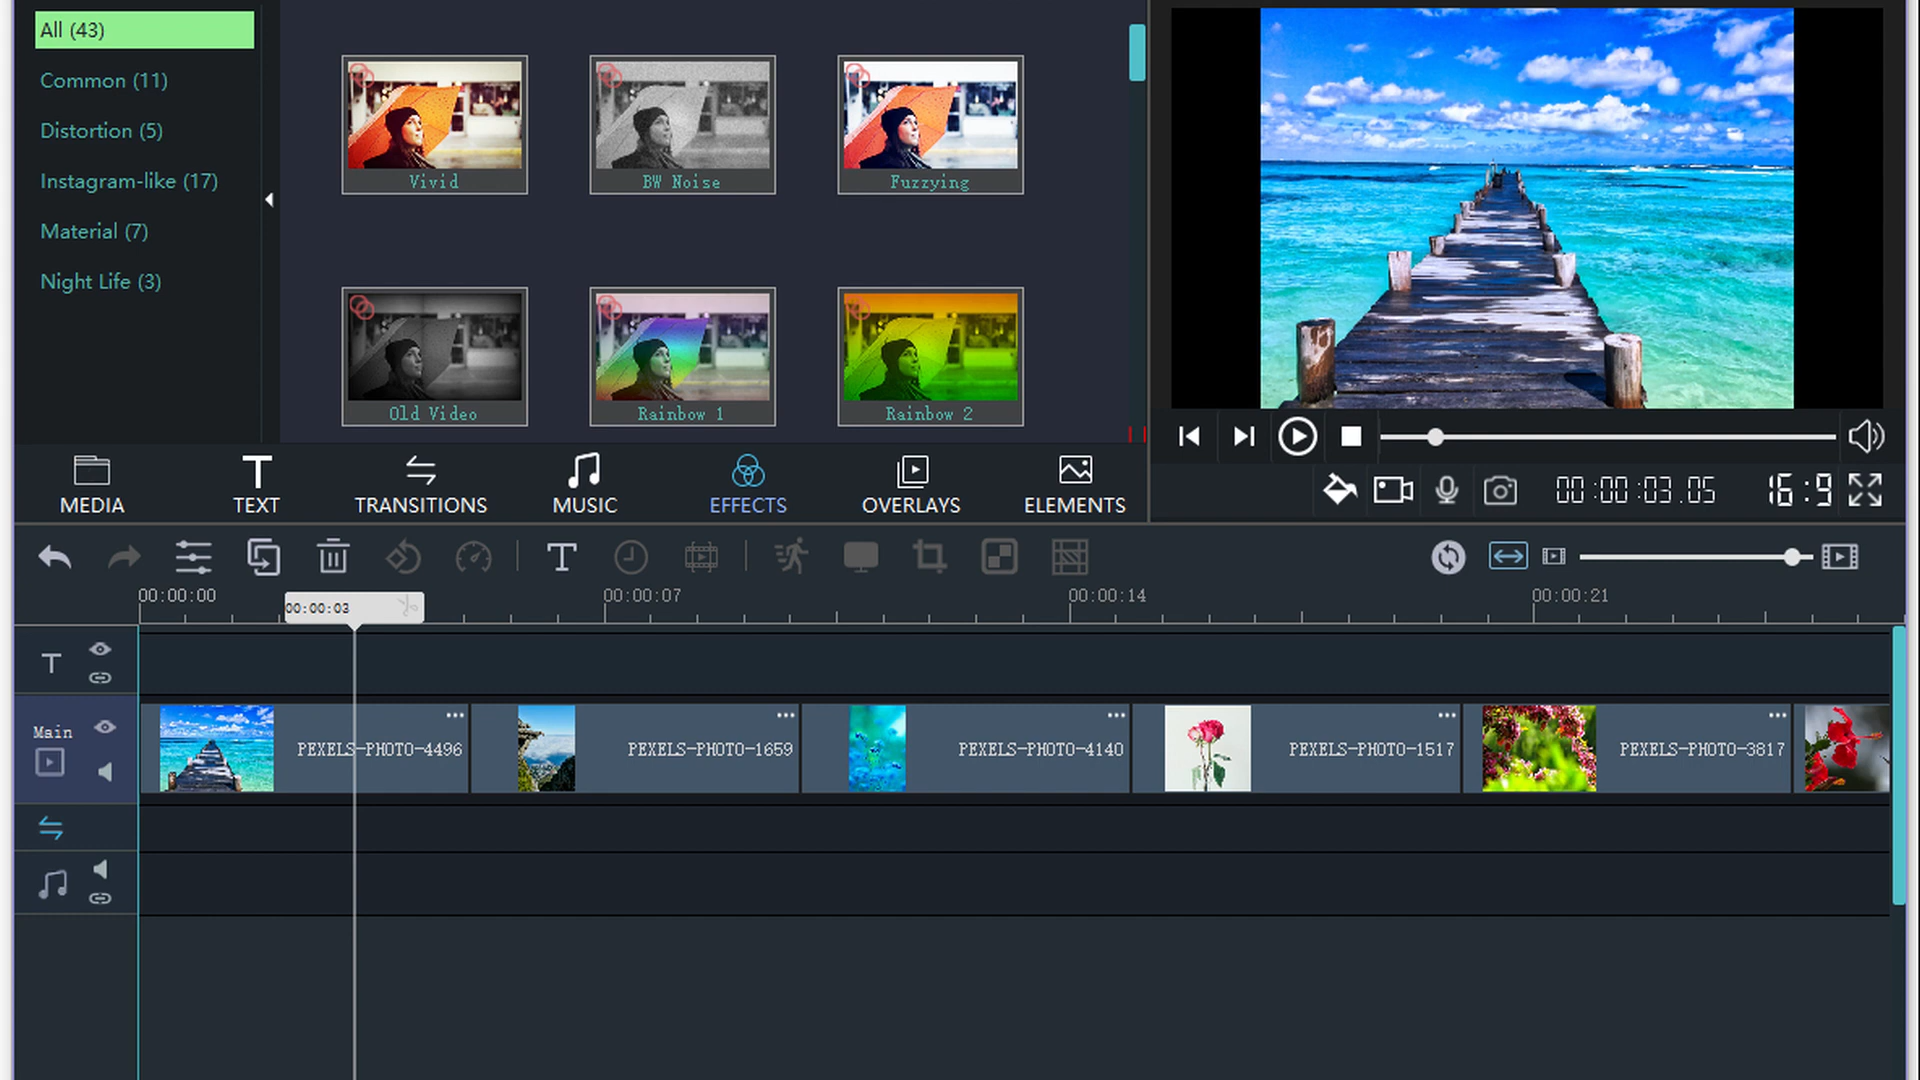 All (43)
Common (11)
Distortion (5)
Instagram-like (17)
Material (7)
Night Life (3)
Vivid
BW Noise
Fuzzying
Old Video
Rainbow 1
Rainbow 2
MEDIA
TEXT
TRANSITIONS
MUSIC
EFFECTS
OVERLAYS
ELEMENTS
00:00:03.05
16:9
00:00:00
00:00:03
00:00:07
00:00:14
00:00:21
Main
PEXELS-PHOTO-4496
PEXELS-PHOTO-1659
PEXELS-PHOTO-4140
PEXELS-PHOTO-1517
PEXELS-PHOTO-3817